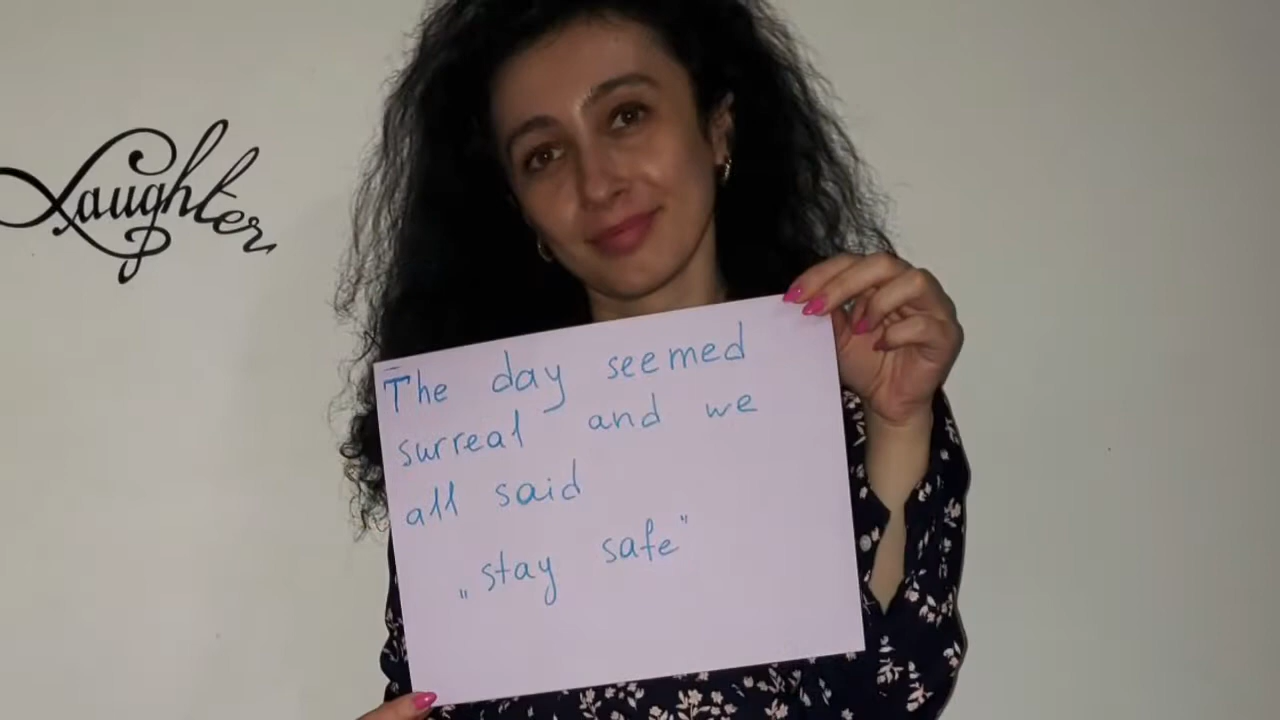 Laughter
The day seemed
surreal and we
all said
„stay safe"